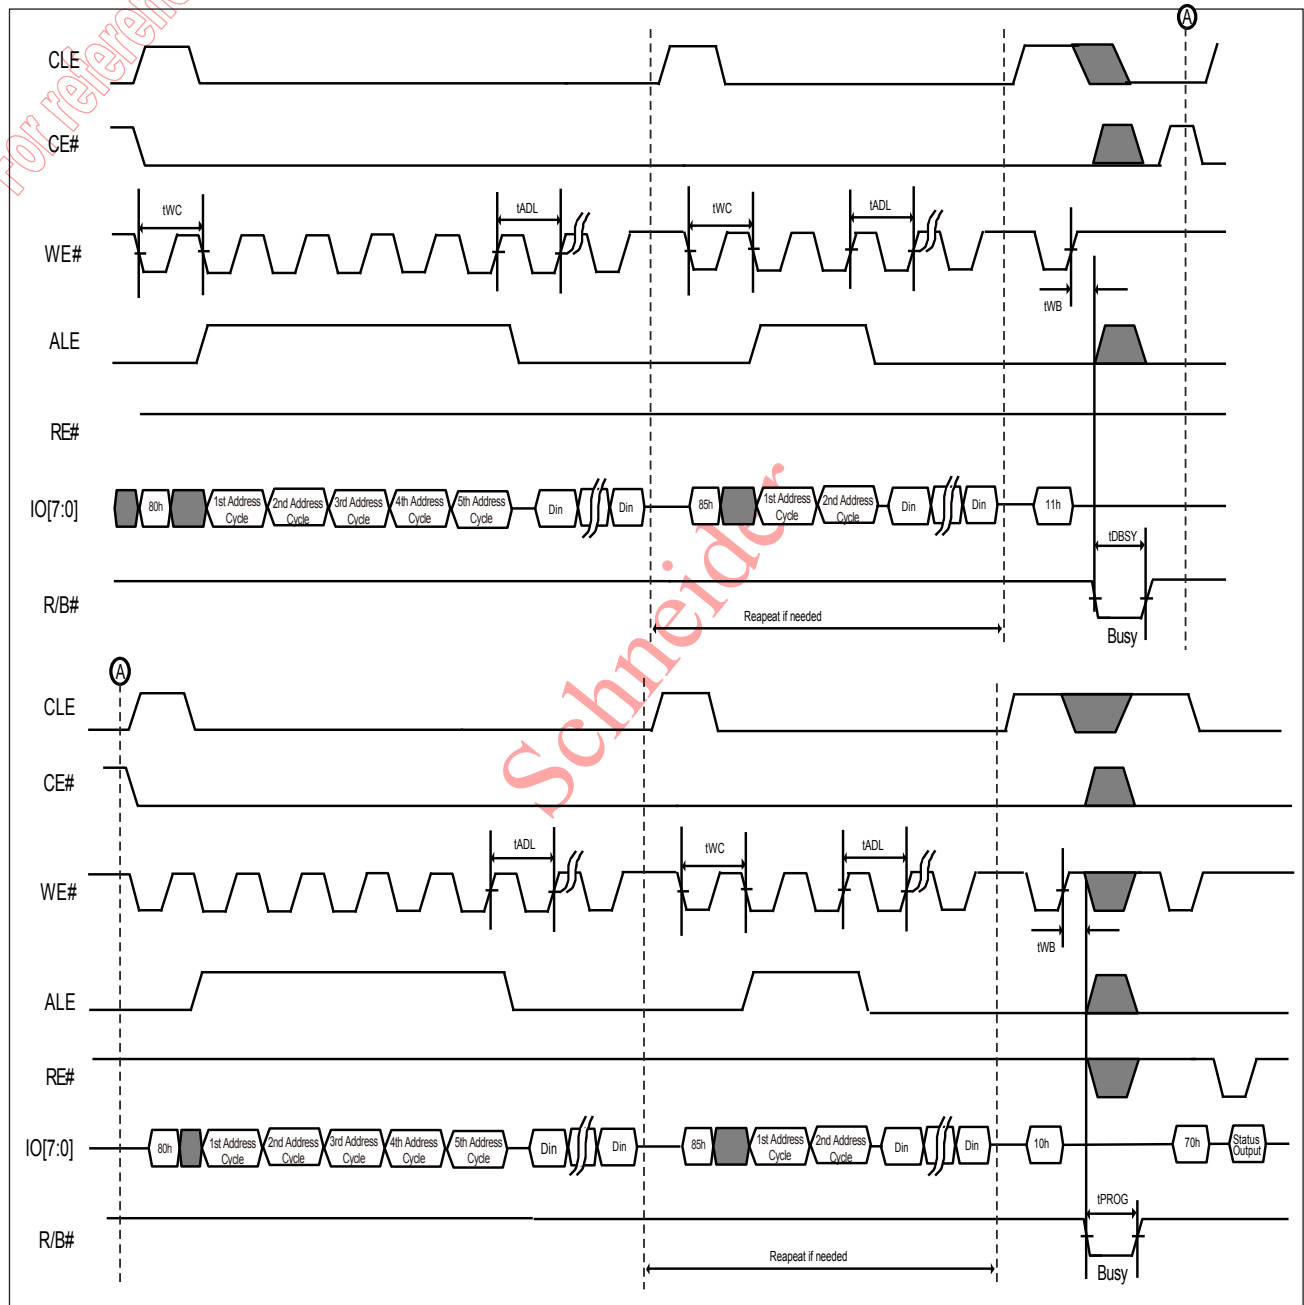 For reference
Schneider
A
CLE
CE#
tWC
tADL
tWC
tADL
WE#
tWB
ALE
RE#
IO[7:0]
80h
1st Address Cycle
2nd Address Cycle
3rd Address Cycle
4th Address Cycle
5th Address Cycle
Din
Din
85h
1st Address Cycle
2nd Address Cycle
Din
Din
11h
tDBSY
R/B#
Reapeat if needed
Busy
A
CLE
CE#
tADL
tWC
tADL
WE#
tWB
ALE
RE#
IO[7:0]
80h
1st Address Cycle
2nd Address Cycle
3rd Address Cycle
4th Address Cycle
5th Address Cycle
Din
Din
85h
1st Address Cycle
2nd Address Cycle
Din
Din
10h
70h
Status Output
tPROG
R/B#
Reapeat if needed
Busy